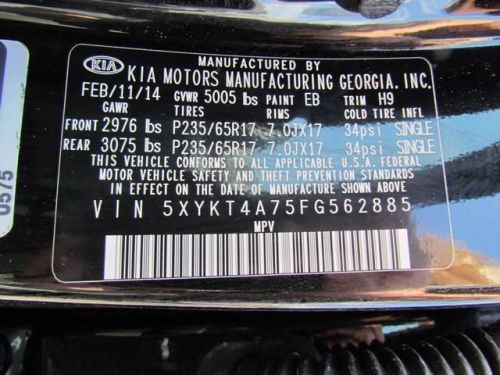 MANUFACTURED BY
KIA KIA MOTORS MANUFACTURING GEORGIA, INC.
FEB/11/14 GVWR 5005 lbs PAINT EB TRIM H9
GAWR TIRES RIMS COLD TIRE INFL
FRONT 2976 lbs P235/65R17 7.0JX17 34psi SINGLE
REAR 3075 lbs P235/65R17 7.0JX17 34psi SINGLE
THIS VEHICLE CONFORMS TO ALL APPLICABLE U.S.A. FEDERAL
MOTOR VEHICLE SAFETY AND THEFT PREVENTION STANDARDS
IN EFFECT ON THE DATE OF MANUFACTURE SHOWN ABOVE.
VIN 5XYKT4A75FG562885
MPV
0575